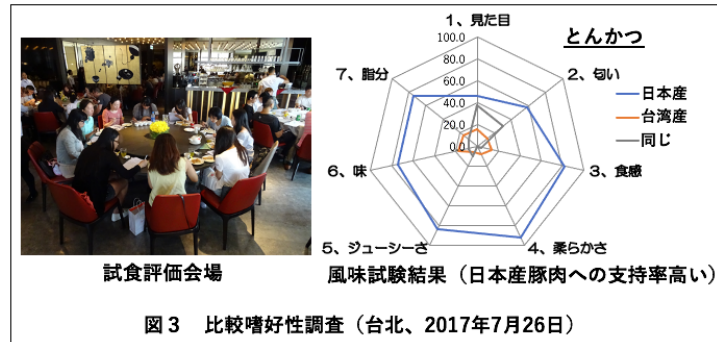 とんかつ
1、見た目
2、匂い
3、食感
4、柔らかさ
5、ジューシーさ
6、味
7、脂分
100.0
80.0
60.0
40.0
20.0
0.0
日本産
台湾産
同じ
試食評価会場
風味試験結果（日本産豚肉への支持率高い）
図３　比較嗜好性調査（台北、2017年7月26日）